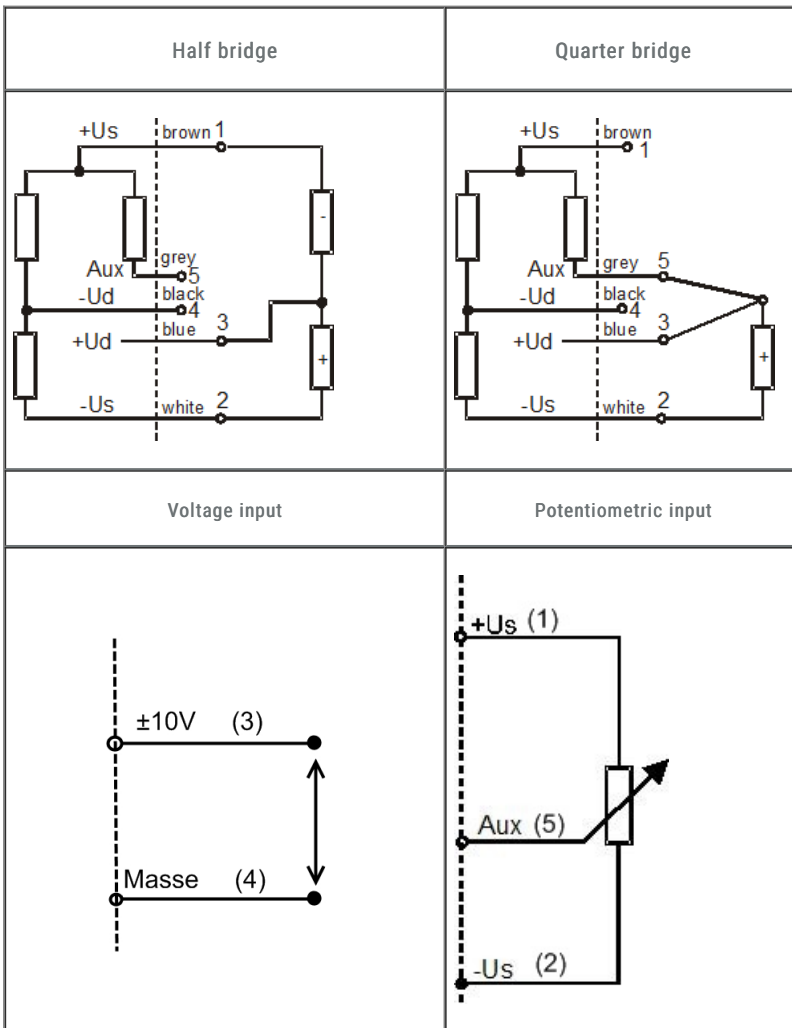 Half bridge
Quarter bridge
+Us brown 1
-
Aux grey 5
-Ud black 4
+Ud blue 3
+
-Us white 2
+Us brown 1
Aux grey 5
-Ud black 4
+Ud blue 3
+
-Us white 2
Voltage input
Potentiometric input
±10V (3)
Masse (4)
+Us (1)
Aux (5)
-Us (2)